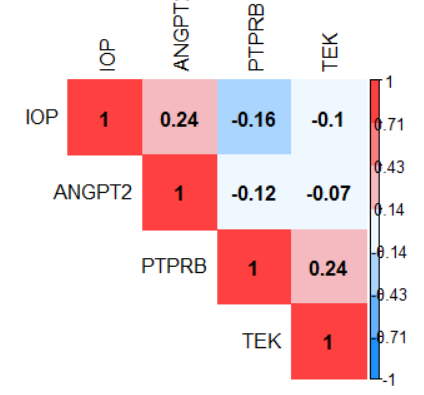 IOP
ANGPT2
PTPRB
TEK
IOP 1 0.24 -0.16 -0.1
ANGPT2 1 -0.12 -0.07
PTPRB 1 0.24
TEK 1
1
0.71
0.43
0.14
-0.14
-0.43
-0.71
-1